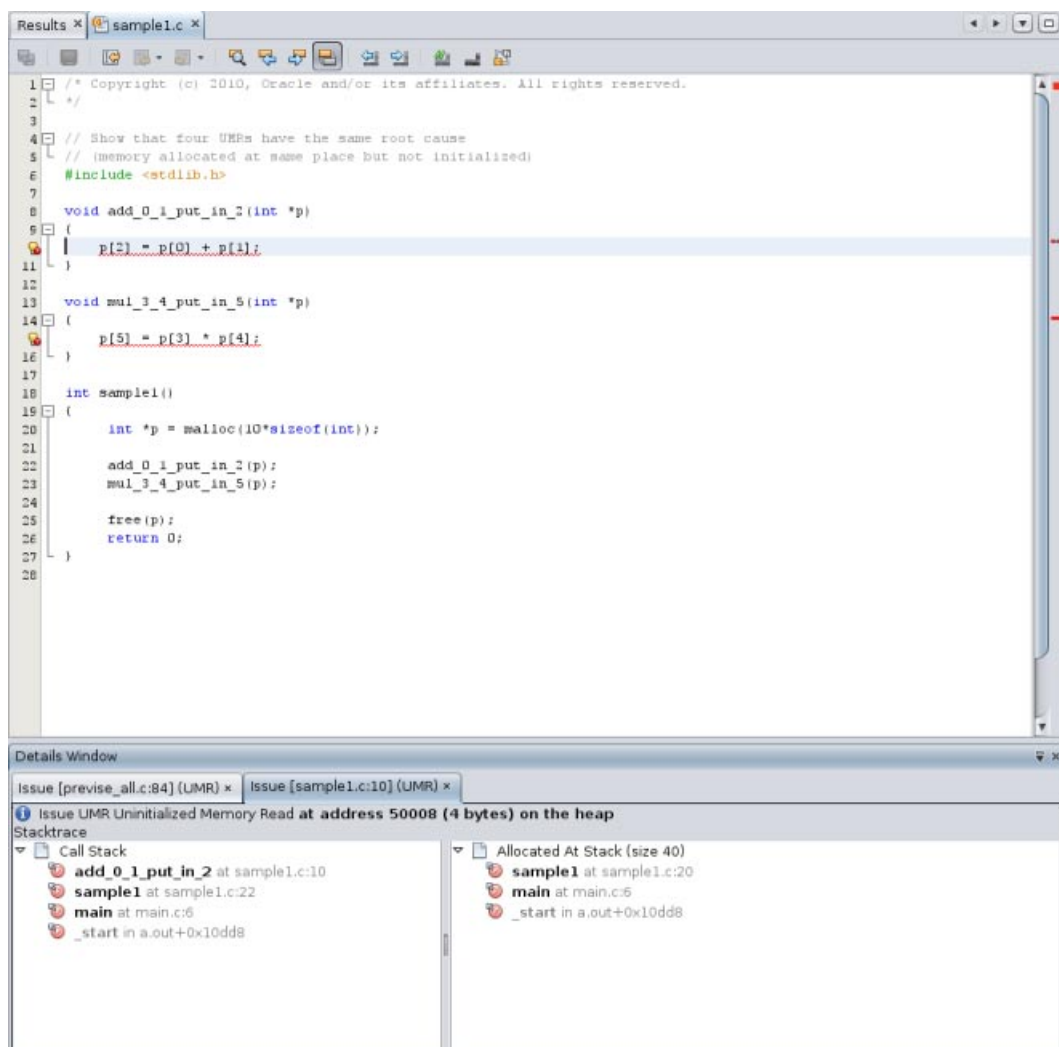 Results sample1.c
1 /* Copyright (c) 2010, Oracle and/or its affiliates. All rights reserved.
2 */
3
4 // Show that four UMRs have the same root cause
5 // (memory allocated at same place but not initialized)
6 #include <stdlib.h>
7
8 void add_0_1_put_in_2(int *p)
9 {
p[2] = p[0] + p[1];
11 }
12
13 void mul_3_4_put_in_5(int *p)
14 {
p[5] = p[3] * p[4];
16 }
17
18 int sample1()
19 {
20 int *p = malloc(10*sizeof(int));
21
22 add_0_1_put_in_2(p);
23 mul_3_4_put_in_5(p);
24
25 free(p);
26 return 0;
27 }
28
Details Window
Issue [previse_all.c:84] (UMR) Issue [sample1.c:10] (UMR)
Issue UMR Uninitialized Memory Read at address 50008 (4 bytes) on the heap
Stacktrace
Call Stack
add_0_1_put_in_2 at sample1.c:10
sample1 at sample1.c:22
main at main.c:6
_start in a.out+0x10dd8
Allocated At Stack (size 40)
sample1 at sample1.c:20
main at main.c:6
_start in a.out+0x10dd8